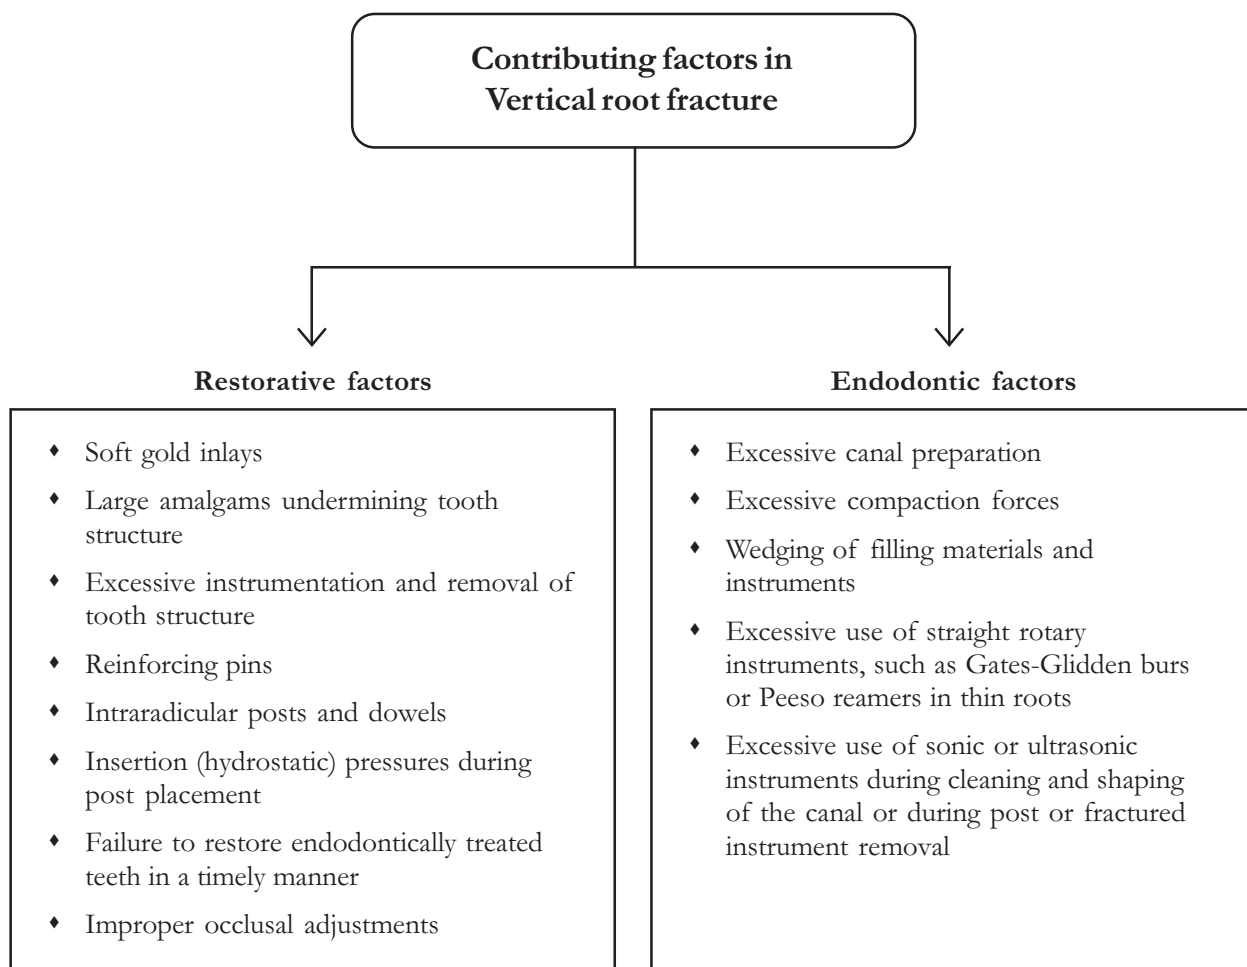 Contributing factors in
Vertical root fracture
Restorative factors
♦ Soft gold inlays
♦ Large amalgams undermining tooth
structure
♦ Excessive instrumentation and removal of
tooth structure
♦ Reinforcing pins
♦ Intraradicular posts and dowels
♦ Insertion (hydrostatic) pressures during
post placement
♦ Failure to restore endodontically treated
teeth in a timely manner
♦ Improper occlusal adjustments
Endodontic factors
♦ Excessive canal preparation
♦ Excessive compaction forces
♦ Wedging of filling materials and
instruments
♦ Excessive use of straight rotary
instruments, such as Gates-Glidden burs
or Peeso reamers in thin roots
♦ Excessive use of sonic or ultrasonic
instruments during cleaning and shaping
of the canal or during post or fractured
instrument removal